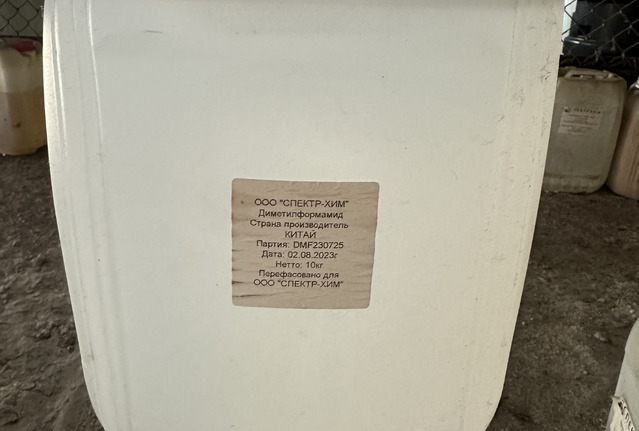 ООО "СПЕКТР-ХИМ"
Диметилформамид
Страна производитель
КИТАЙ
Партия: DMF230725
Дата: 02.08.2023г
Нетто: 10кг
Перефасовано для
ООО "СПЕКТР-ХИМ"